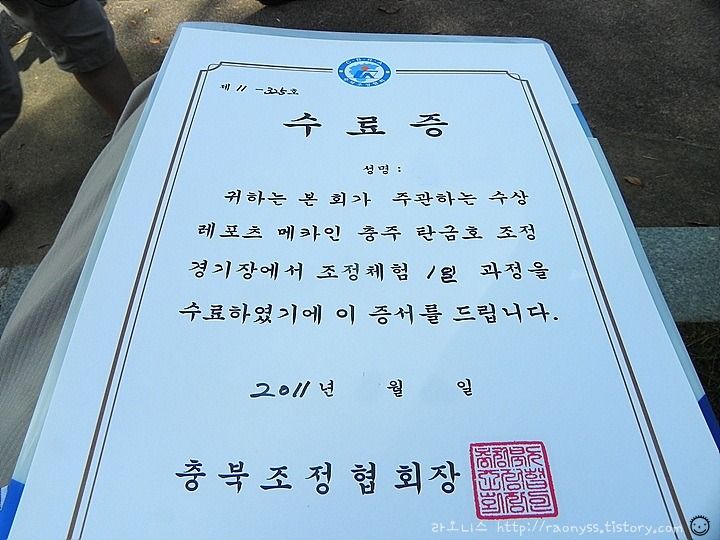 제 11 - 325호
수료증
성명 :
귀하는 본 회가 주관하는 수상
레포츠 메카인 충주 탄금호 조정
경기장에서 조정체험 1일 과정을
수료하였기에 이 증서를 드립니다.
2011년 월 일
충북조정협회장
라오니스 http://raonyss.tistory.com